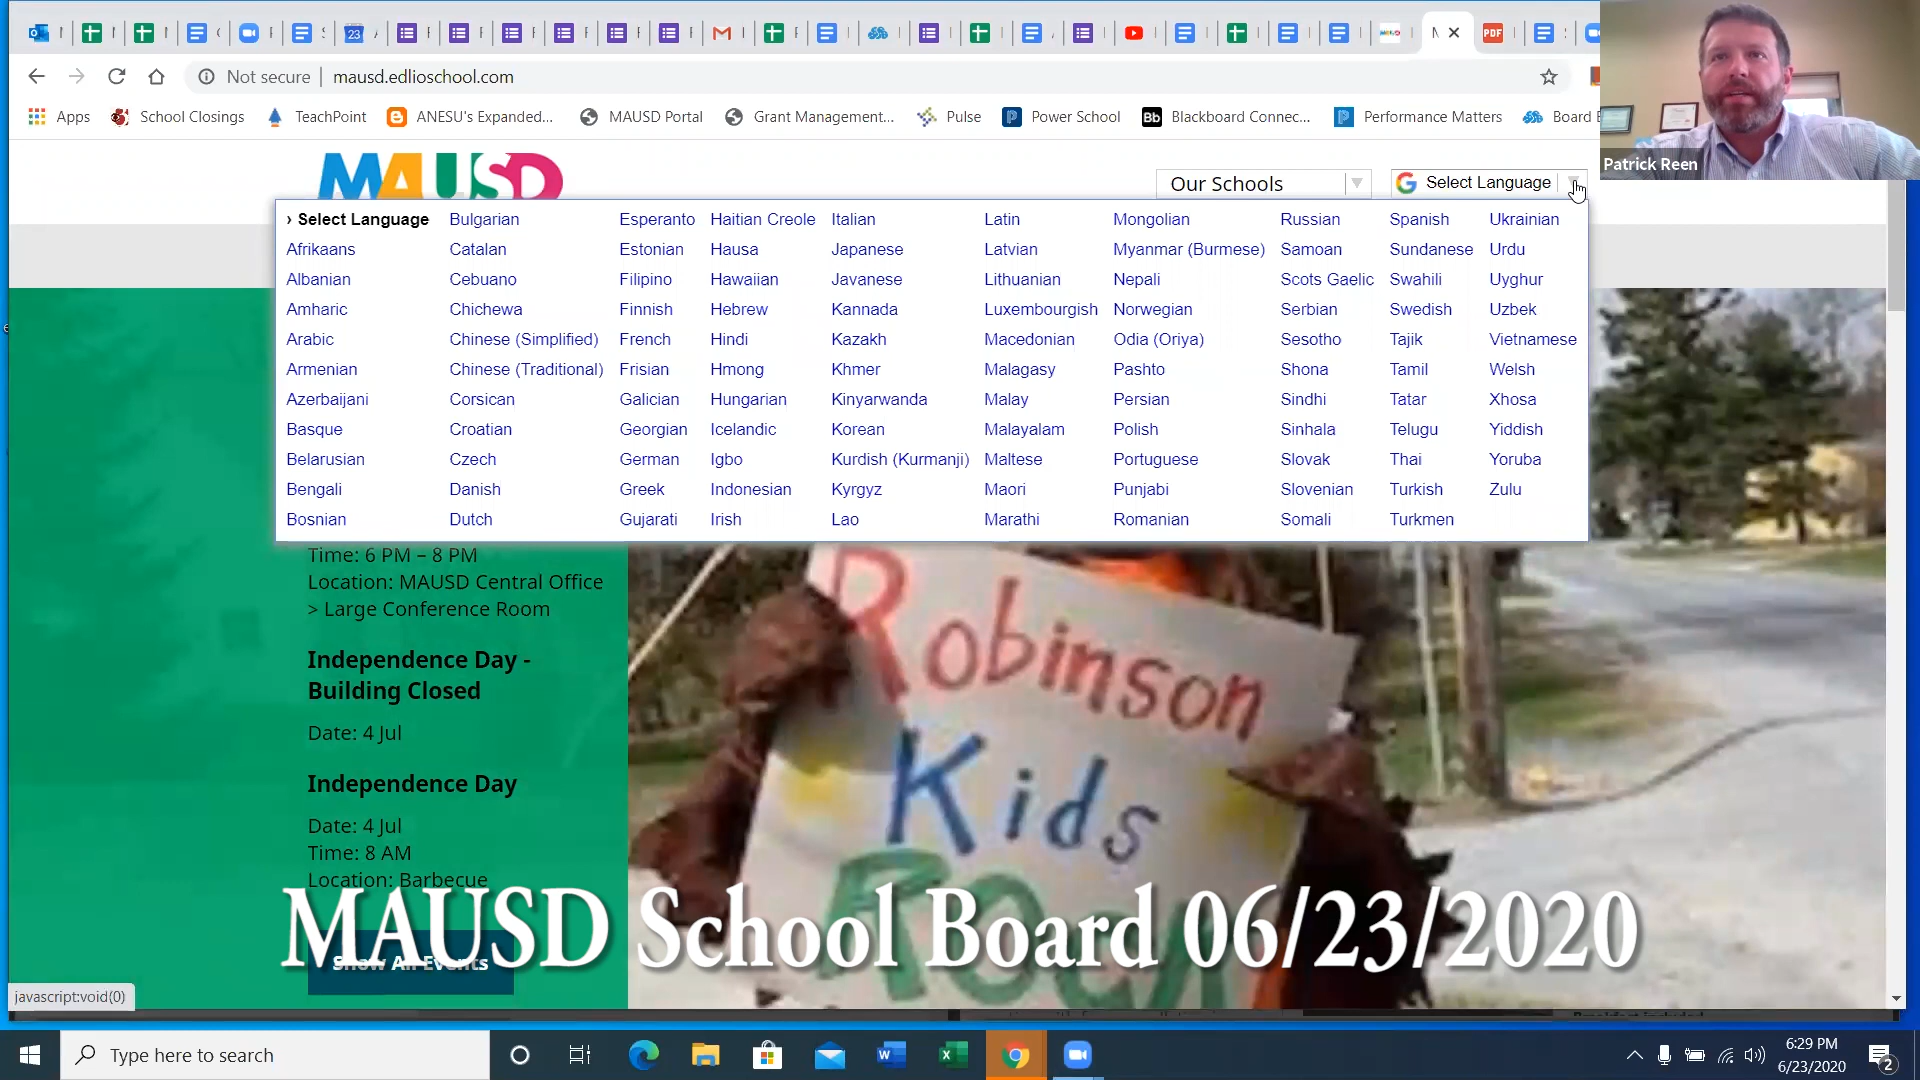 Not secure | mausd.edlioschool.com
Apps School Closings TeachPoint ANESU's Expanded... MAUSD Portal Grant Management... Pulse Power School Bb Blackboard Connec... Performance Matters Board
Patrick Reen
MAUSD
Our Schools
Select Language
› Select Language Bulgarian Esperanto Haitian Creole Italian Latin Mongolian Russian Spanish Ukrainian
Afrikaans Catalan Estonian Hausa Japanese Latvian Myanmar (Burmese) Samoan Sundanese Urdu
Albanian Cebuano Filipino Hawaiian Javanese Lithuanian Nepali Scots Gaelic Swahili Uyghur
Amharic Chichewa Finnish Hebrew Kannada Luxembourgish Norwegian Serbian Swedish Uzbek
Arabic Chinese (Simplified) French Hindi Kazakh Macedonian Odia (Oriya) Sesotho Tajik Vietnamese
Armenian Chinese (Traditional) Frisian Hmong Khmer Malagasy Pashto Shona Tamil Welsh
Azerbaijani Corsican Galician Hungarian Kinyarwanda Malay Persian Sindhi Tatar Xhosa
Basque Croatian Georgian Icelandic Korean Malayalam Polish Sinhala Telugu Yiddish
Belarusian Czech German Igbo Kurdish (Kurmanji) Maltese Portuguese Slovak Thai Yoruba
Bengali Danish Greek Indonesian Kyrgyz Maori Punjabi Slovenian Turkish Zulu
Bosnian Dutch Gujarati Irish Lao Marathi Romanian Somali Turkmen
Time: 6 PM – 8 PM
Location: MAUSD Central Office
> Large Conference Room
Independence Day -
Building Closed
Date: 4 Jul
Independence Day
Date: 4 Jul
Time: 8 AM
Location: Barbecue
Show All Events
Robinson
Kids
ROCK
MAUSD School Board 06/23/2020
javascript:void(0)
Type here to search
6:29 PM
6/23/2020
2